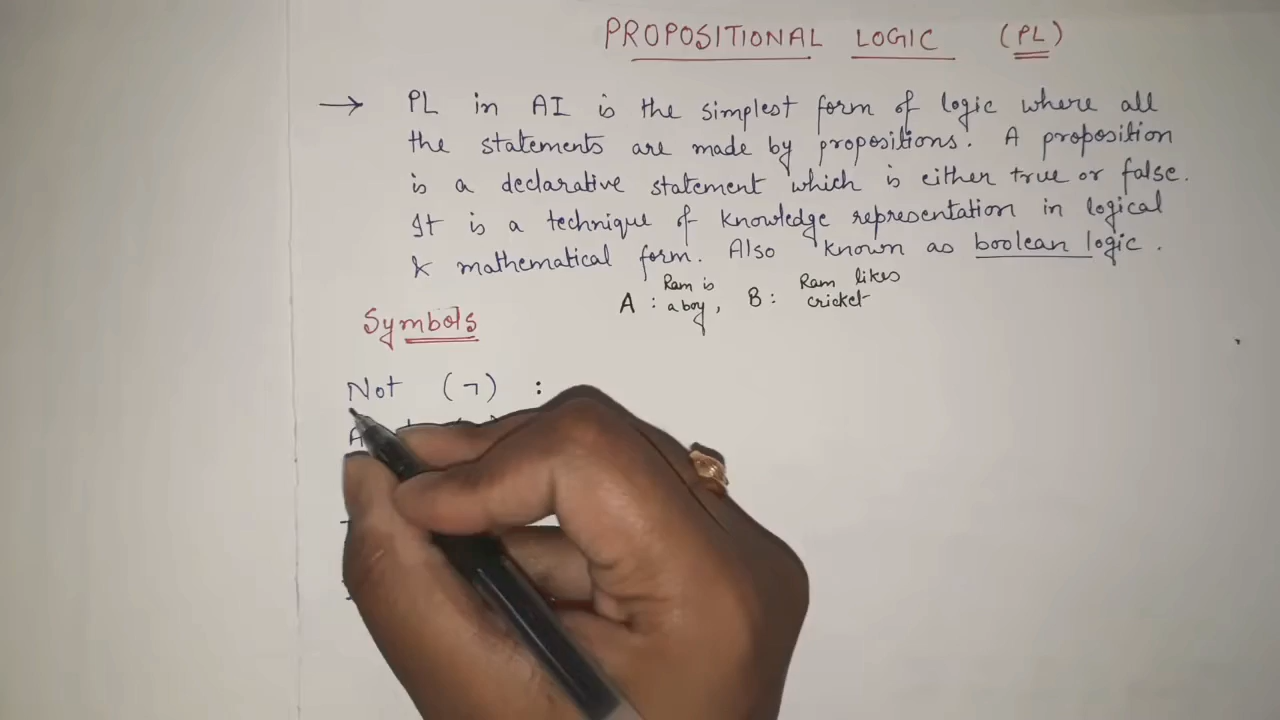 PROPOSITIONAL LOGIC (PL)
→ PL in AI is the simplest form of logic where all
the statements are made by propositions. A proposition
is a declarative statement which is either true or false.
It is a technique of knowledge representation in logical
& mathematical form. Also known as boolean logic.
A : Ram is a boy, B : Ram likes cricket
Symbols
Not (¬) :